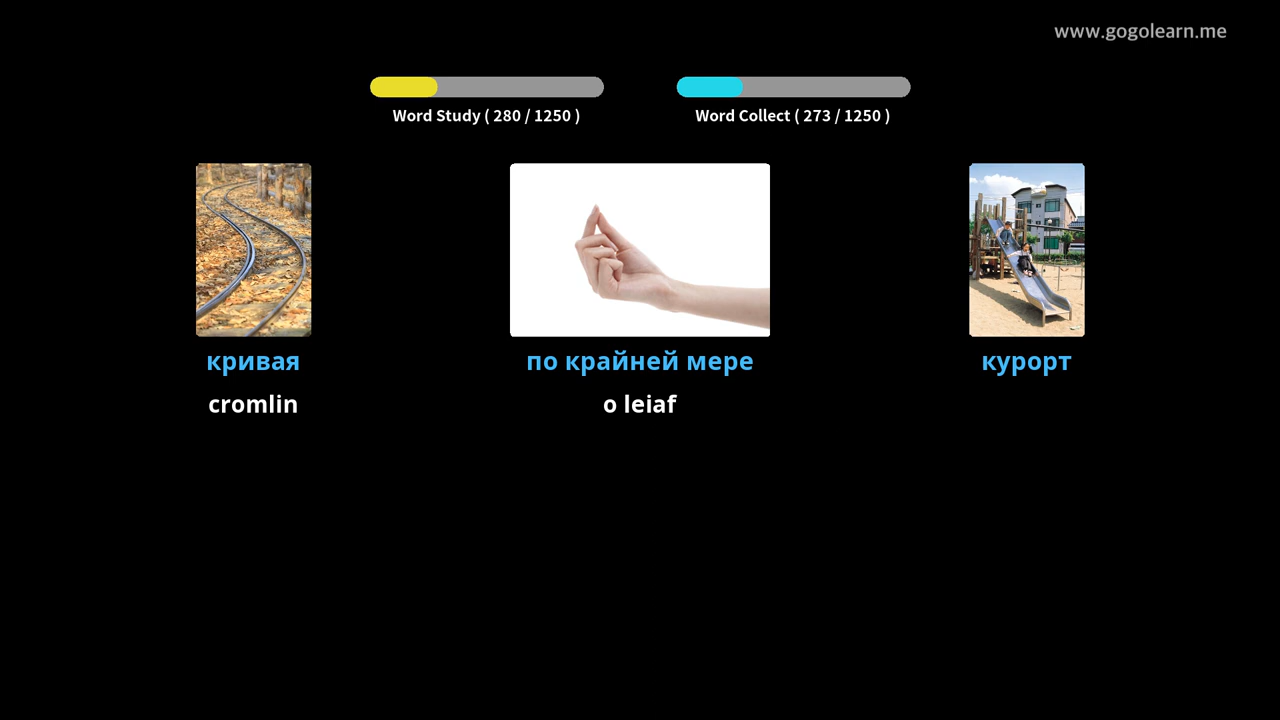 www.gogolearn.me
Word Study ( 280 / 1250 )
Word Collect ( 273 / 1250 )
кривая
cromlin
по крайней мере
o leiaf
курорт